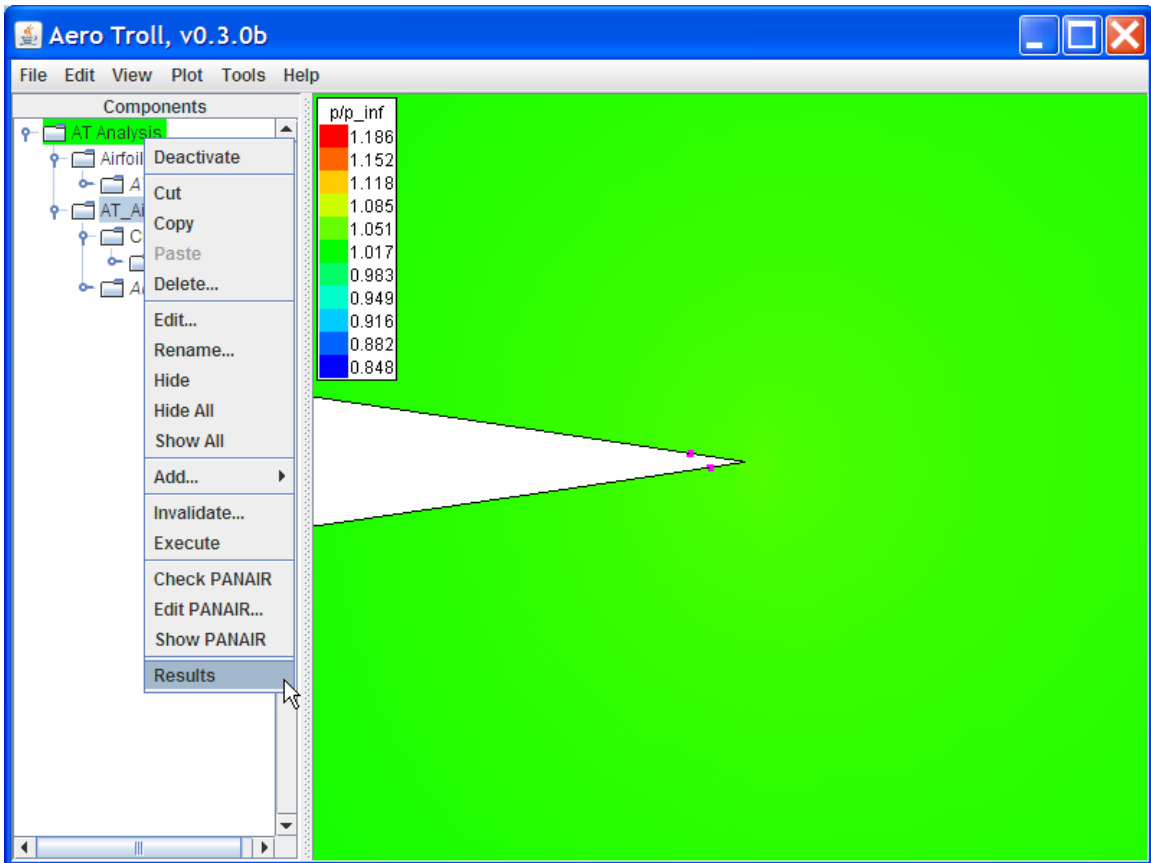 Aero Troll, v0.3.0b
File Edit View Plot Tools Help
Components
AT Analysis
Airfoil
AT_Ai
C
Deactivate
Cut
Copy
Paste
Delete...
Edit...
Rename...
Hide
Hide All
Show All
Add...
Invalidate...
Execute
Check PANAIR
Edit PANAIR...
Show PANAIR
Results
p/p_inf
1.186
1.152
1.118
1.085
1.051
1.017
0.983
0.949
0.916
0.882
0.848